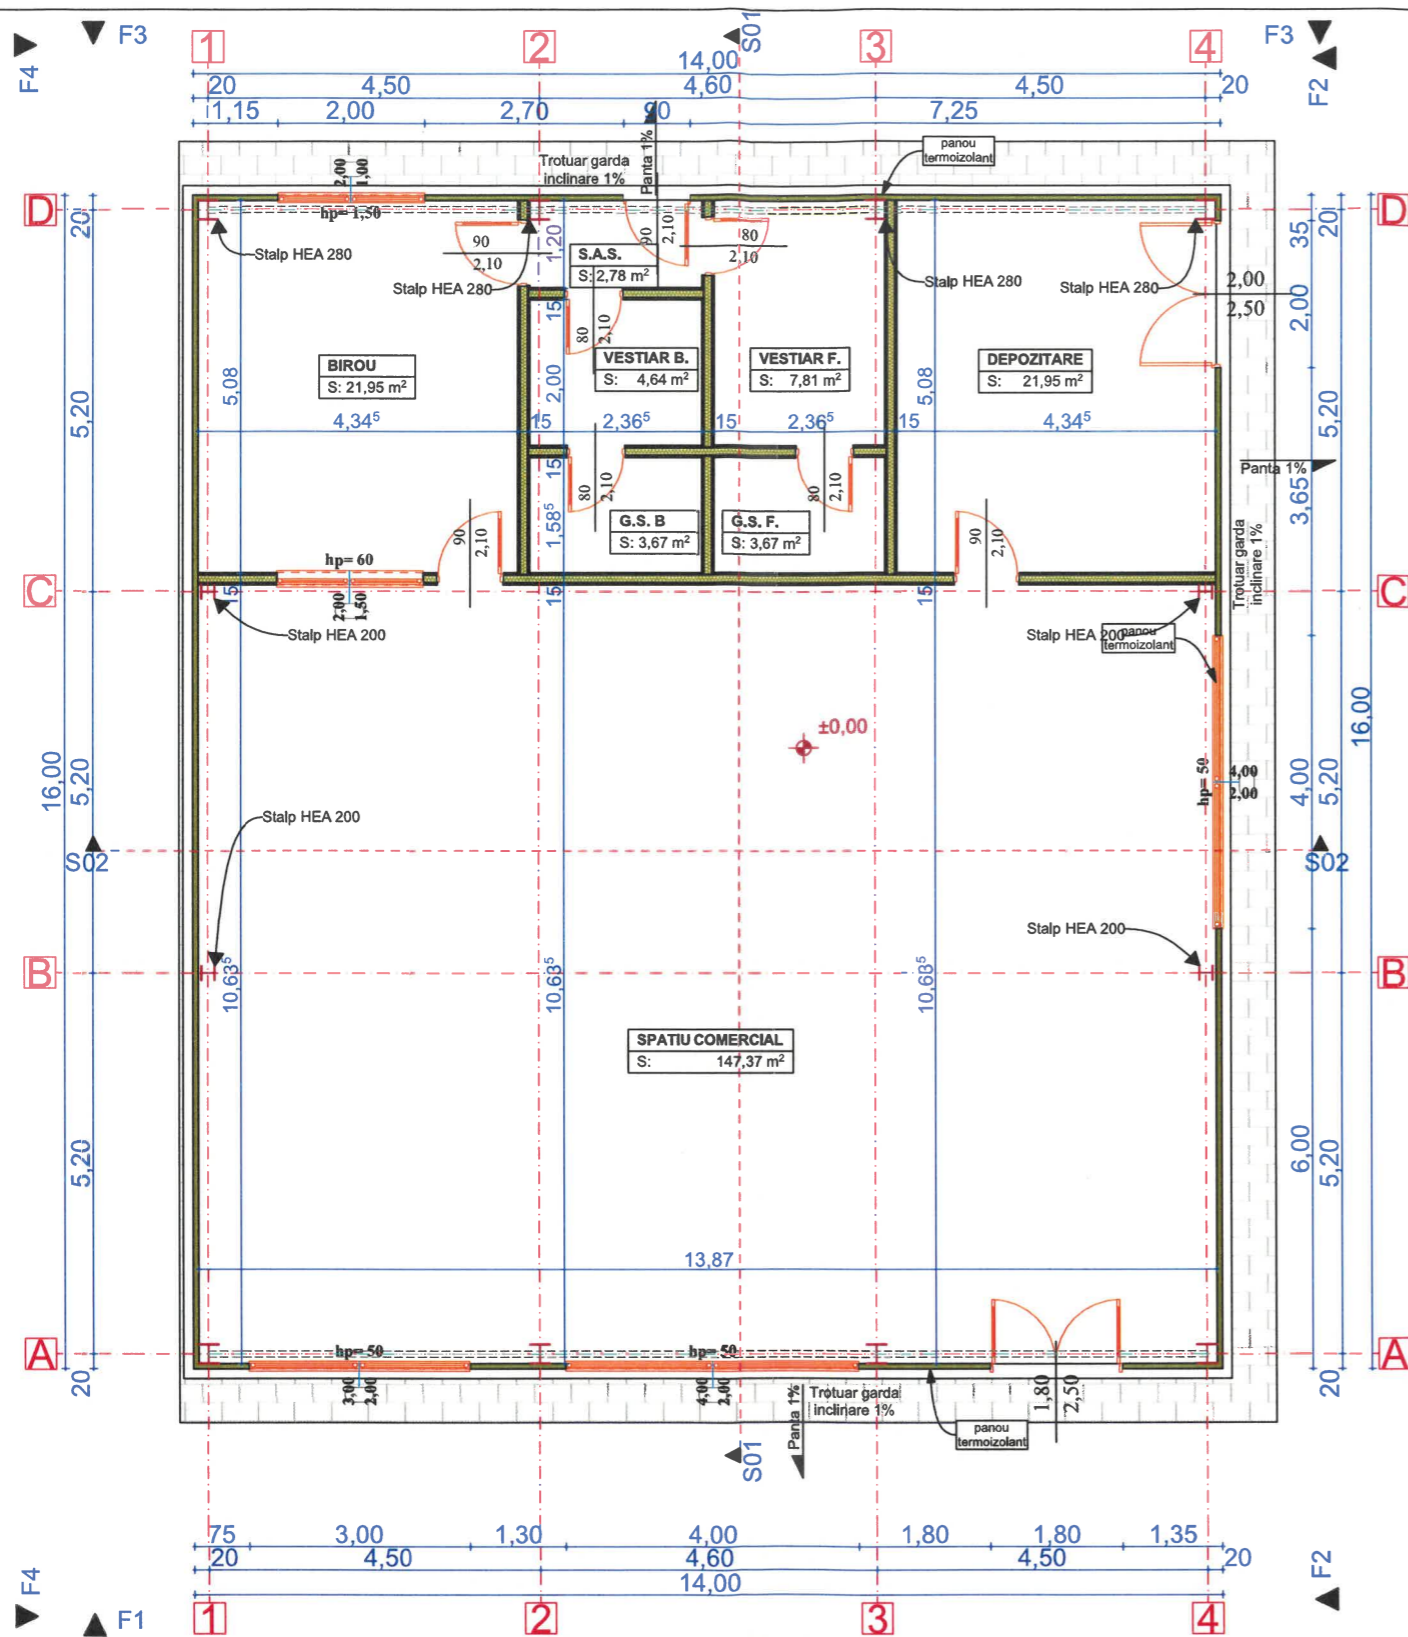 F3 1 2 S01 3 F3 4
F4 14,00 F2
20 4,50 4,60 4,50 20
1,15 2,00 2,70 90 7,25
Trotuar garda
inclinare 1%
Panta 1%
panou
termoizolant
2,00
1,00
hp= 1,50
D D
20
35
20
Stalp HEA 280
90
2,10
Stalp HEA 280
1,20
S.A.S.
S: 2,78 m²
90
2,10
80
2,10
Stalp HEA 280
Stalp HEA 280
2,00
2,50
2,00
15
80
2,10
BIROU
S: 21,95 m²
VESTIAR B.
S: 4,64 m²
VESTIAR F.
S: 7,81 m²
DEPOZITARE
S: 21,95 m²
5,20
5,08
2,00
5,08
5,20
4,34⁵ 15 2,36⁵ 15 2,36⁵ 15 4,34⁵
Panta 1%
3,65
15
80
2,10
80
2,10
1,58⁵
G.S. B
S: 3,67 m²
G.S. F.
S: 3,67 m²
90
2,10
90
2,10
Trotuar garda
inclinare 1%
hp= 60
C C
15
15
15
2,00
1,50
Stalp HEA 200
Stalp HEA 200
panou
termoizolant
±0,00
16,00
5,20
hp= 50
4,00
2,00
4,00
5,20
16,00
Stalp HEA 200
S02 S02
Stalp HEA 200
B B
10,63⁵
10,63⁵
10,63⁵
SPATIU COMERCIAL
S: 147,37 m²
5,20
6,00
5,20
13,87
A A
hp= 50
hp= 50
20
3,00
2,00
4,00
2,00
Panta 1%
Trotuar garda
inclinare 1%
1,80
2,50
20
panou
termoizolant
S01
75 3,00 1,30 4,00 1,80 1,80 1,35
20 4,50 4,60 4,50 20
14,00
F4 F2
F1 1 2 3 4